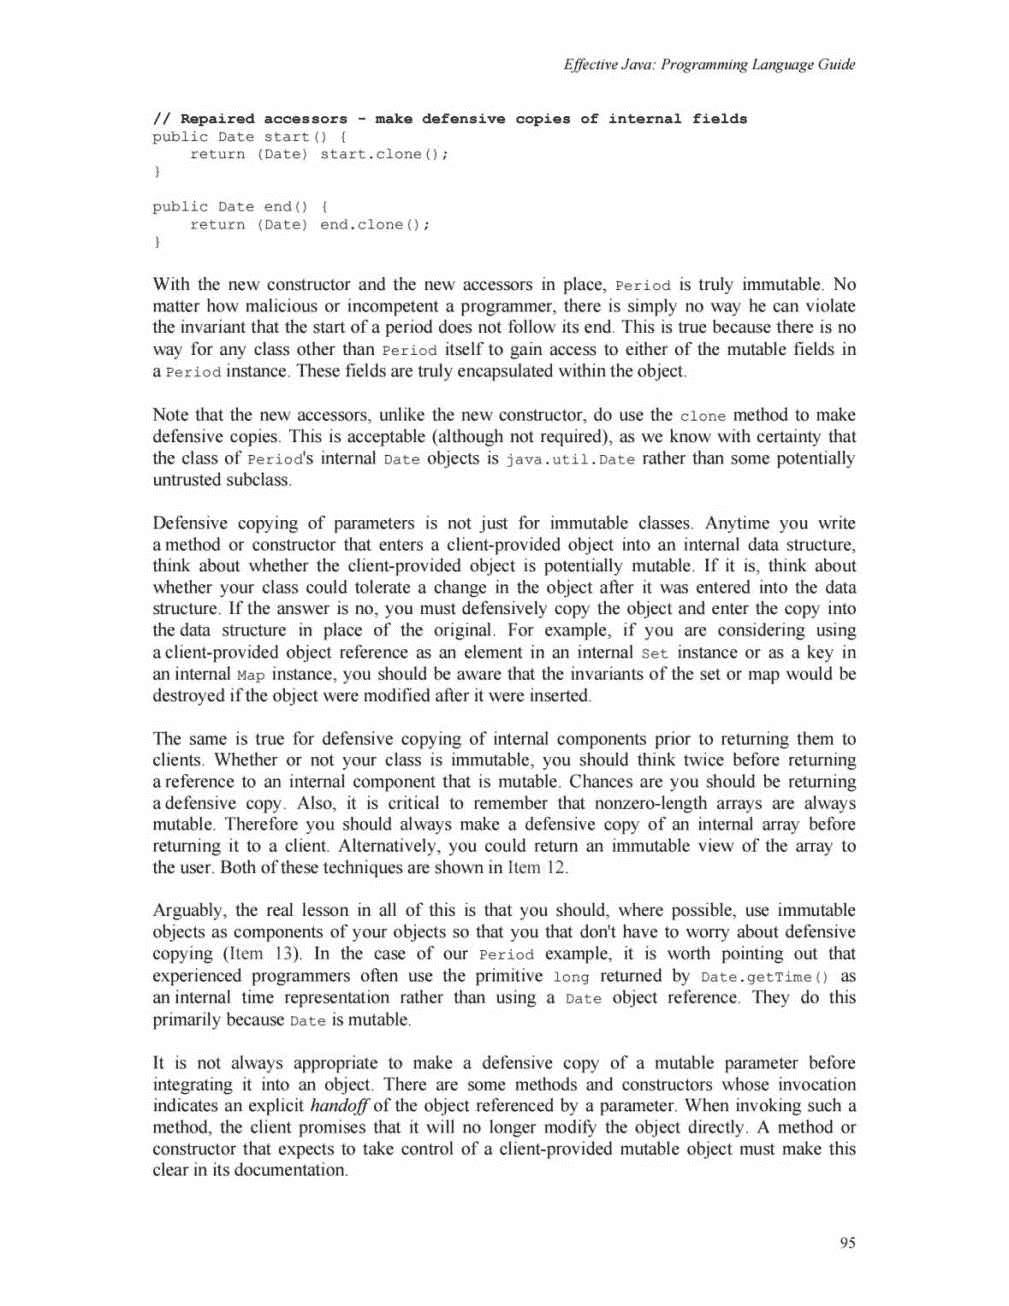 Effective Java: Programming Language Guide
// Repaired accessors - make defensive copies of internal fields
public Date start() {
    return (Date) start.clone();
}
public Date end() {
    return (Date) end.clone();
}
With the new constructor and the new accessors in place, Period is truly immutable. No
matter how malicious or incompetent a programmer, there is simply no way he can violate
the invariant that the start of a period does not follow its end. This is true because there is no
way for any class other than Period itself to gain access to either of the mutable fields in
a Period instance. These fields are truly encapsulated within the object.
Note that the new accessors, unlike the new constructor, do use the clone method to make
defensive copies. This is acceptable (although not required), as we know with certainty that
the class of Period's internal Date objects is java.util.Date rather than some potentially
untrusted subclass.
Defensive copying of parameters is not just for immutable classes. Anytime you write
a method or constructor that enters a client-provided object into an internal data structure,
think about whether the client-provided object is potentially mutable. If it is, think about
whether your class could tolerate a change in the object after it was entered into the data
structure. If the answer is no, you must defensively copy the object and enter the copy into
the data structure in place of the original. For example, if you are considering using
a client-provided object reference as an element in an internal Set instance or as a key in
an internal Map instance, you should be aware that the invariants of the set or map would be
destroyed if the object were modified after it were inserted.
The same is true for defensive copying of internal components prior to returning them to
clients. Whether or not your class is immutable, you should think twice before returning
a reference to an internal component that is mutable. Chances are you should be returning
a defensive copy. Also, it is critical to remember that nonzero-length arrays are always
mutable. Therefore you should always make a defensive copy of an internal array before
returning it to a client. Alternatively, you could return an immutable view of the array to
the user. Both of these techniques are shown in Item 12.
Arguably, the real lesson in all of this is that you should, where possible, use immutable
objects as components of your objects so that you that don't have to worry about defensive
copying (Item 13). In the case of our Period example, it is worth pointing out that
experienced programmers often use the primitive long returned by Date.getTime() as
an internal time representation rather than using a Date object reference. They do this
primarily because Date is mutable.
It is not always appropriate to make a defensive copy of a mutable parameter before
integrating it into an object. There are some methods and constructors whose invocation
indicates an explicit handoff of the object referenced by a parameter. When invoking such a
method, the client promises that it will no longer modify the object directly. A method or
constructor that expects to take control of a client-provided mutable object must make this
clear in its documentation.
95